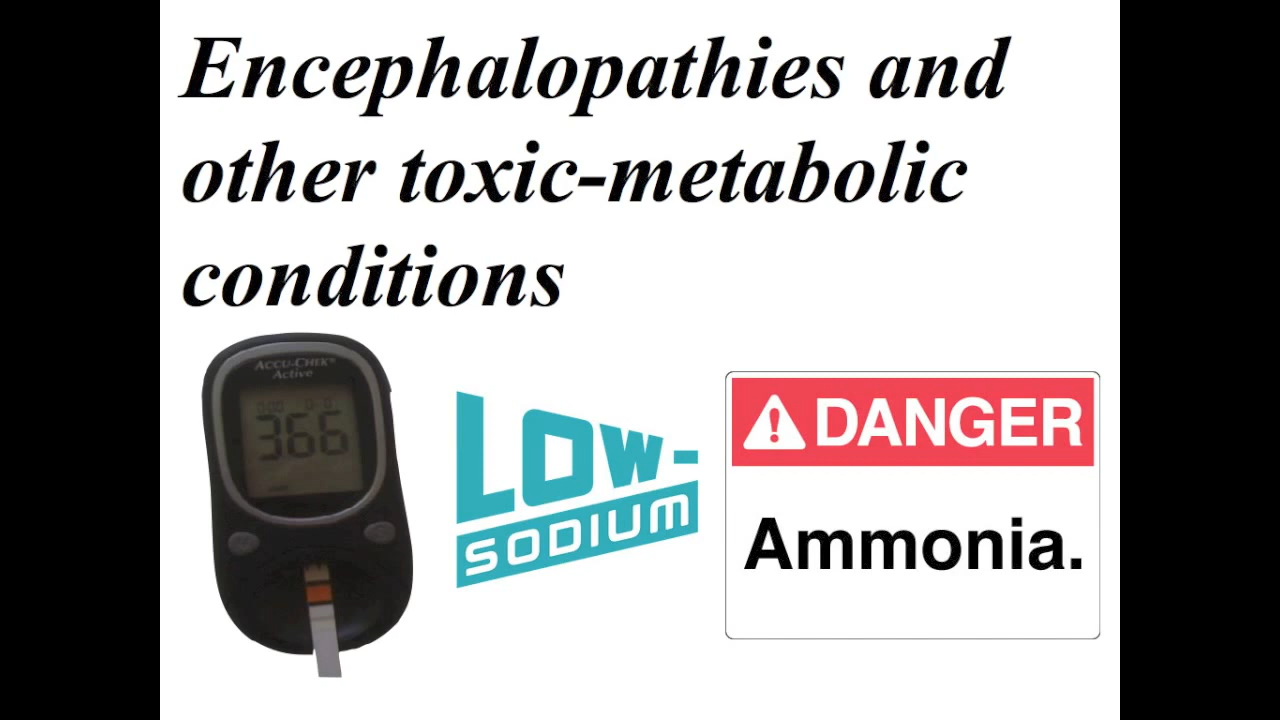 Encephalopathies and
other toxic-metabolic
conditions
ACCU-CHEK®
Active
366
LOW-
SODIUM
DANGER
Ammonia.